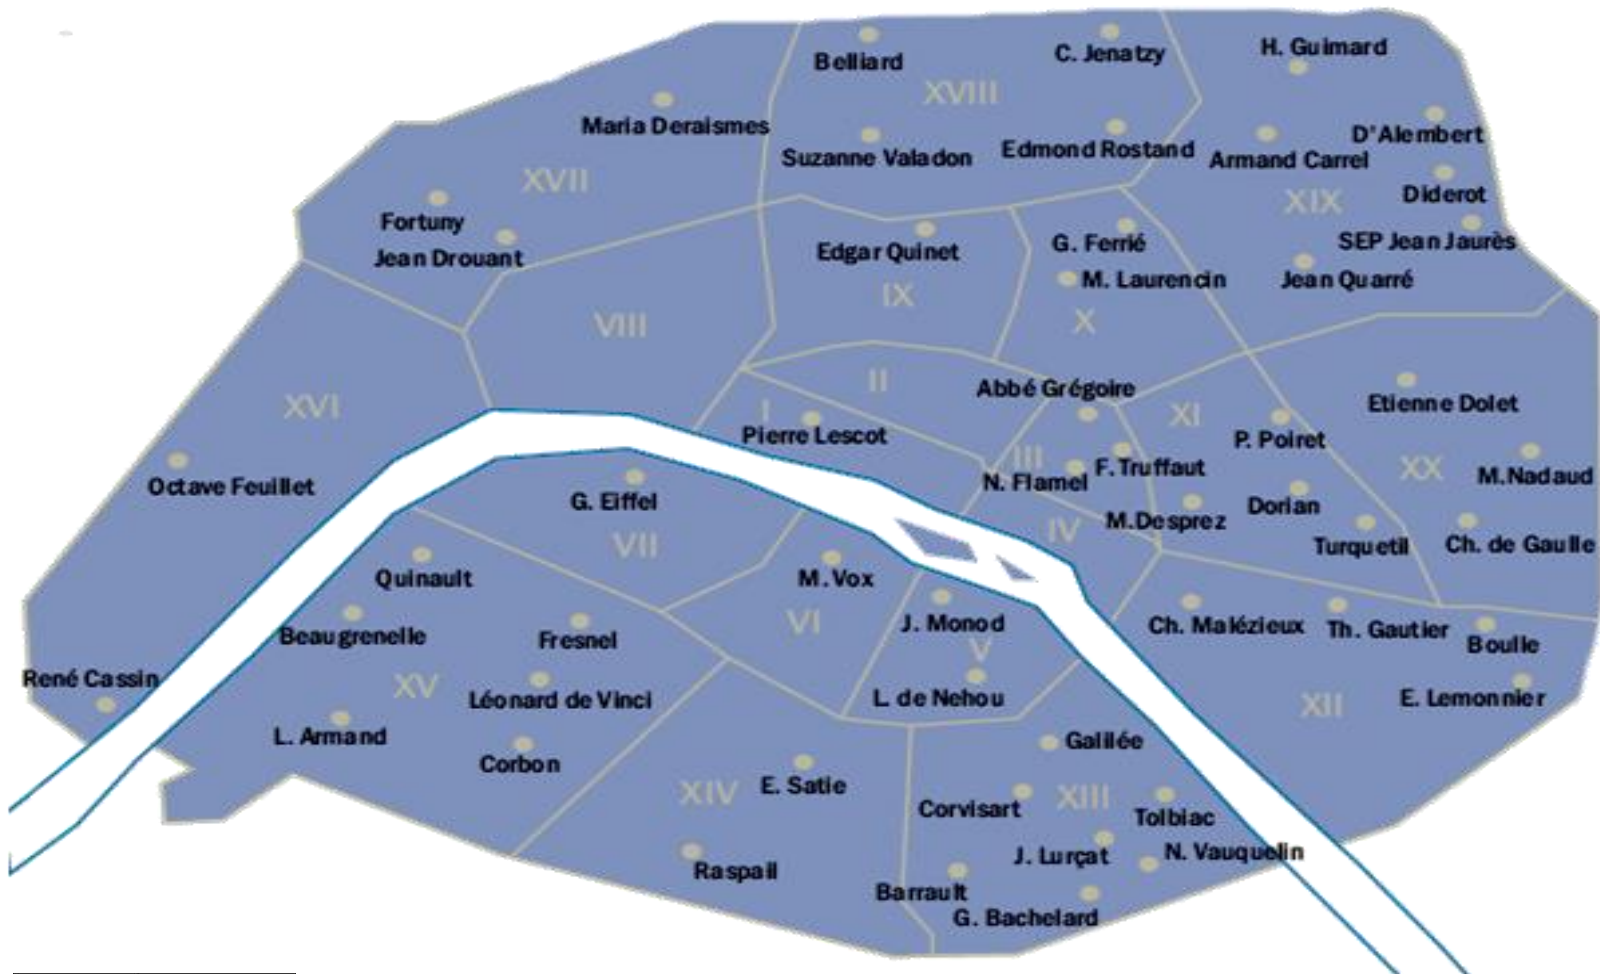 Belliard
C. Jenatzy
H. Guimard
XVIII
Maria Deraismes
D'Alembert
Suzanne Valadon
Edmond Rostand
Armand Carrel
XVII
Diderot
XIX
Fortuny
Jean Drouant
Edgar Quinet
G. Ferrié
SEP Jean Jaurès
M. Laurencin
Jean Quarré
IX
VIII
X
II
Abbé Grégoire
XVI
I
XI
Etienne Dolet
Pierre Lescot
P. Poiret
III
F. Truffaut
XX
M.Nadaud
Octave Feuillet
N. Flamel
G. Eiffel
Dorian
M.Desprez
IV
VII
Turquetil
Ch. de Gaulle
Quinault
M. Vox
Beaugrenelle
Fresnel
VI
J. Monod
Ch. Malézieux
Th. Gautier
Boulle
V
René Cassin
XV
Léonard de Vinci
L. de Nehou
E. Lemonnier
XII
L. Armand
Galilée
Corbon
E. Satie
XIV
XIII
Corvisart
Tolbiac
J. Lurçat
N. Vauquelin
Raspail
Barrault
G. Bachelard